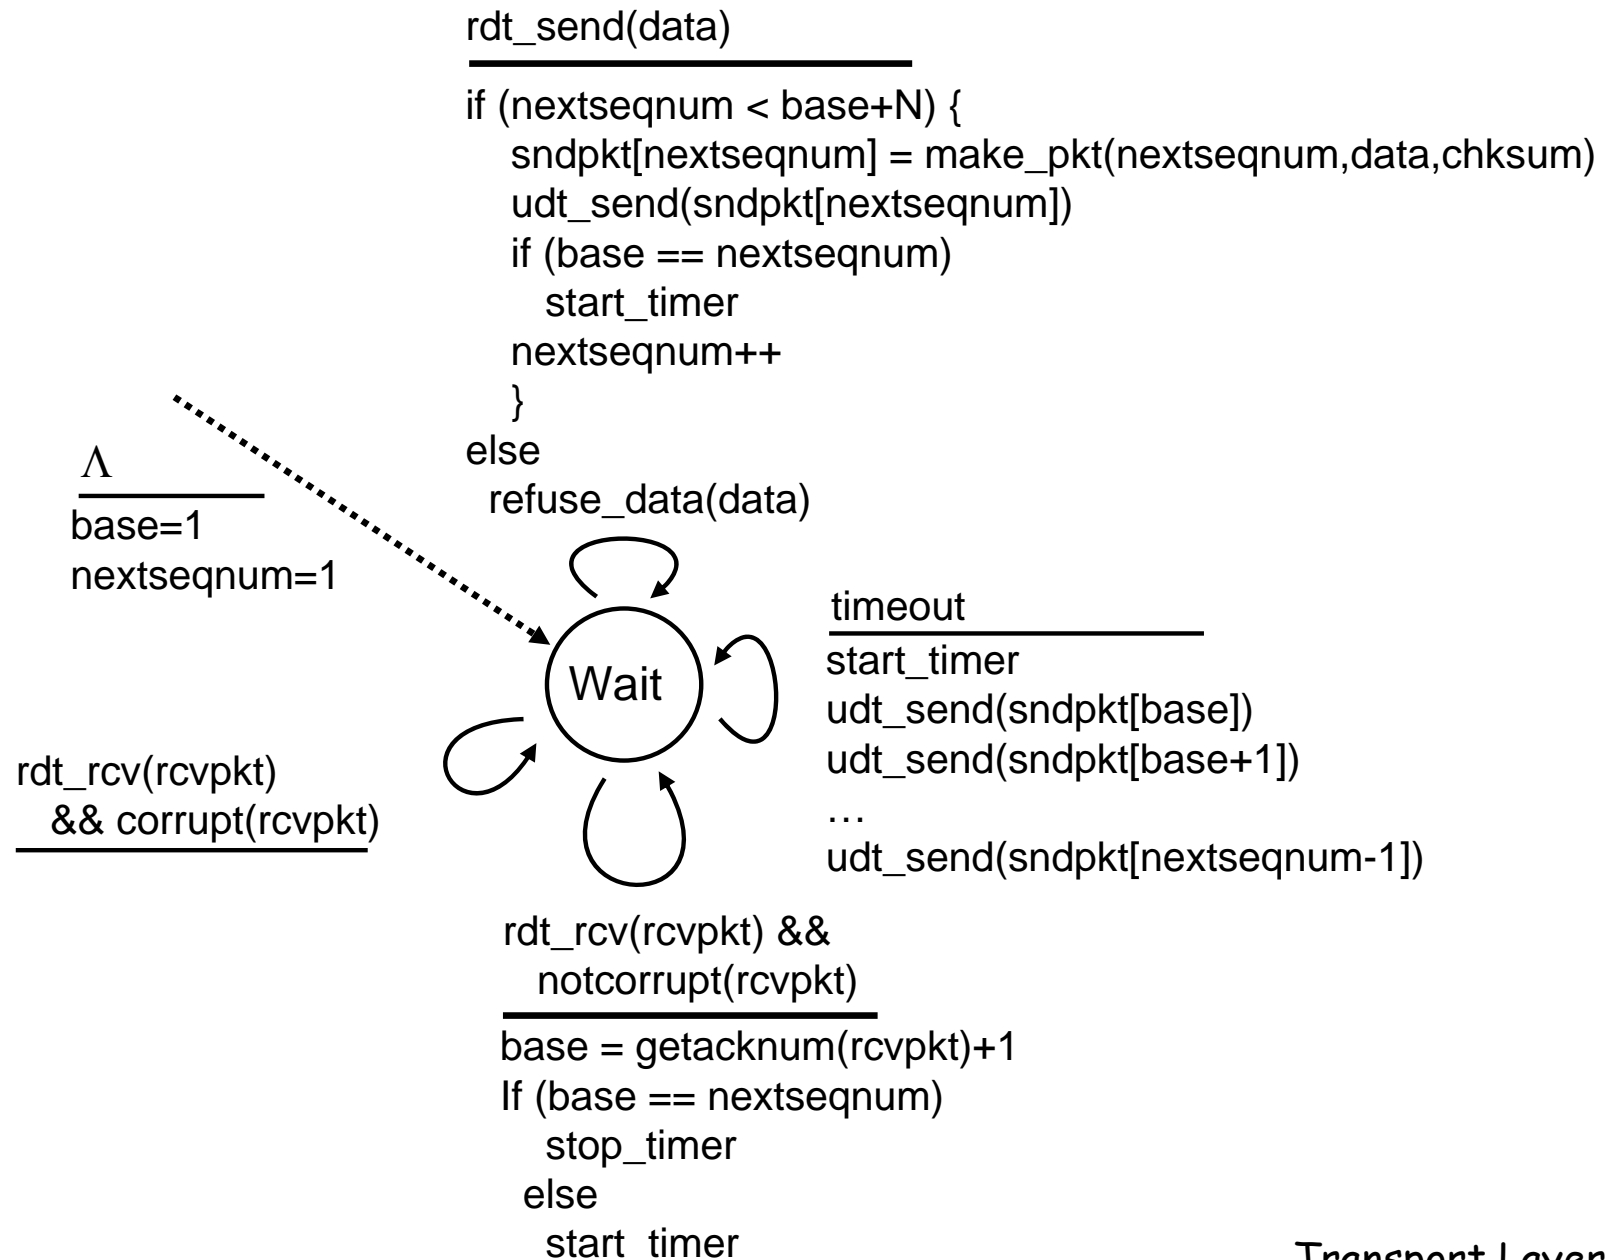 rdt_send(data)
if (nextseqnum < base+N) {
sndpkt[nextseqnum] = make_pkt(nextseqnum,data,chksum)
udt_send(sndpkt[nextseqnum])
if (base == nextseqnum)
start_timer
nextseqnum++
}
else
refuse_data(data)
Λ
base=1
nextseqnum=1
Wait
timeout
start_timer
udt_send(sndpkt[base])
udt_send(sndpkt[base+1])
…
udt_send(sndpkt[nextseqnum-1])
rdt_rcv(rcvpkt)
&& corrupt(rcvpkt)
rdt_rcv(rcvpkt) &&
notcorrupt(rcvpkt)
base = getacknum(rcvpkt)+1
If (base == nextseqnum)
stop_timer
else
start_timer
Transport Layer